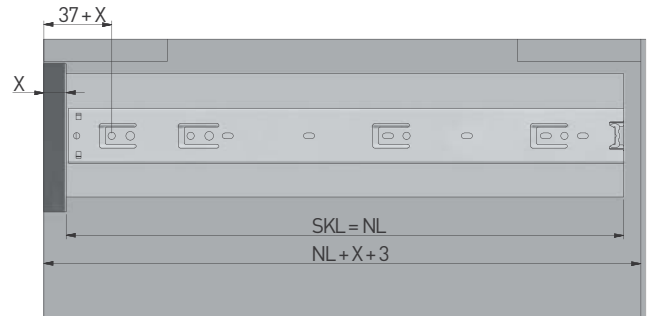 37 + X
X
SKL = NL
NL + X + 3